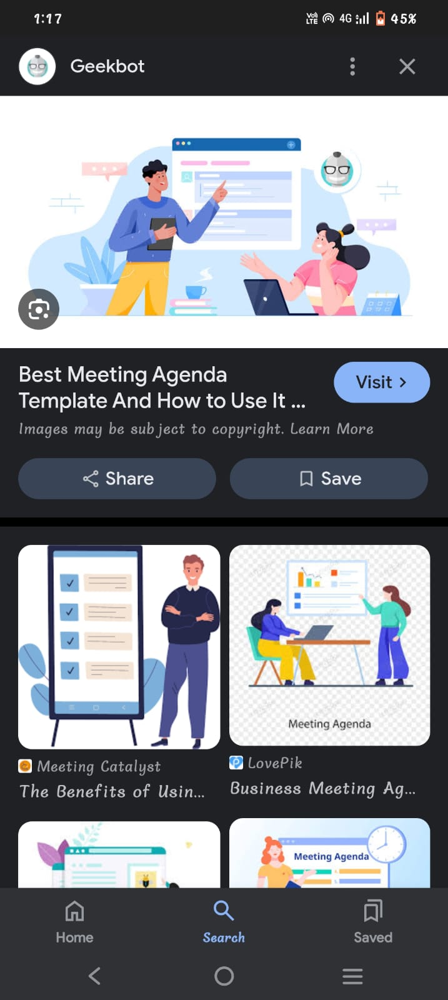 1:17
Vo)) LTE 4G 45%
Geekbot
Best Meeting Agenda
Template And How to Use It ...
Visit
Images may be subject to copyright. Learn More
Share
Save
Meeting Agenda
Meeting Catalyst
LovePik
The Benefits of Usin...
Business Meeting Ag...
Meeting Agenda
Home
Search
Saved